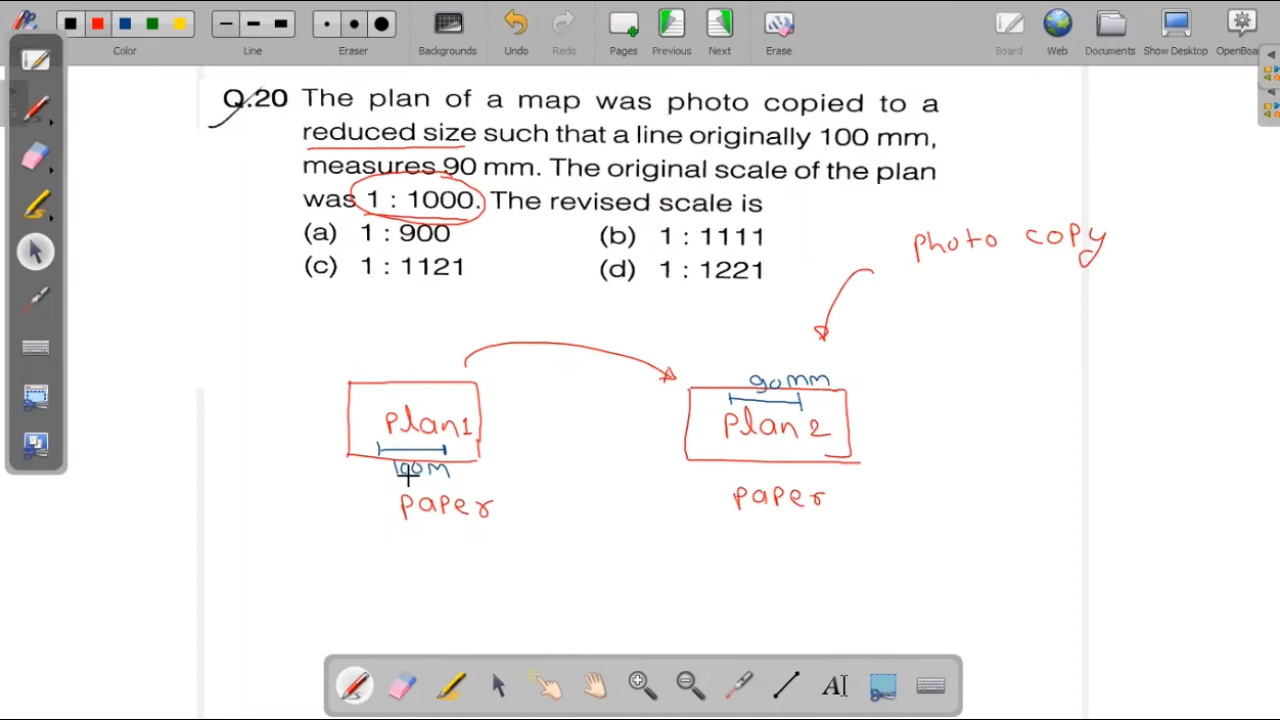 Color
Line
Eraser
Backgrounds
Undo
Redo
Pages
Previous
Next
Erase
Board
Web
Documents
Show Desktop
OpenBoa
Q.20 The plan of a map was photo copied to a
reduced size such that a line originally 100 mm,
measures 90 mm. The original scale of the plan
was 1 : 1000. The revised scale is
(a) 1 : 900 (b) 1 : 1111
(c) 1 : 1121 (d) 1 : 1221
photo copy
90mm
Plan1
Plan 2
paper
paper
AI